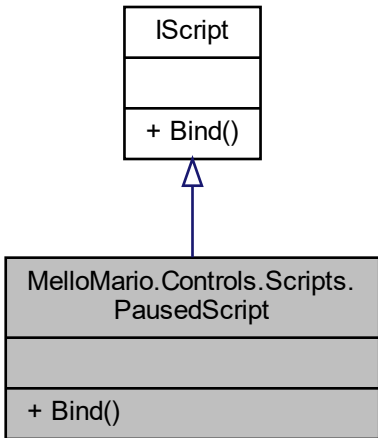 IScript
+ Bind()
MelloMario.Controls.Scripts.
PausedScript
+ Bind()